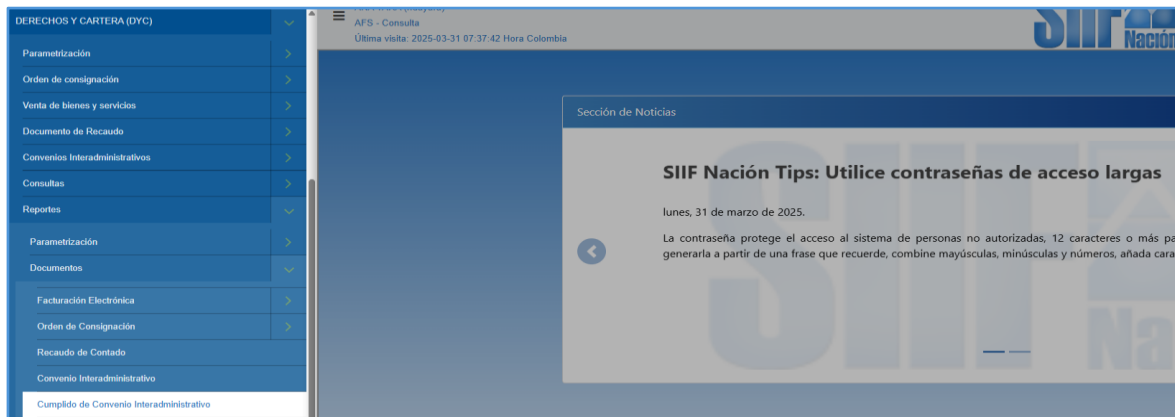 DERECHOS Y CARTERA (DYC)
Parametrización
Orden de consignación
Venta de bienes y servicios
Documento de Recaudo
Convenios Interadministrativos
Consultas
Reportes
Parametrización
Documentos
Facturación Electrónica
Orden de Consignación
Recaudo de Contado
Convenio Interadministrativo
Cumplido de Convenio Interadministrativo
AFS - Consulta
Última visita: 2025-03-31 07:37:42 Hora Colombia
SIIF
Nación
Sección de Noticias
SIIF Nación Tips: Utilice contraseñas de acceso largas
lunes, 31 de marzo de 2025.
La contraseña protege el acceso al sistema de personas no autorizadas, 12 caracteres o más pa
generarla a partir de una frase que recuerde, combine mayúsculas, minúsculas y números, añada cara